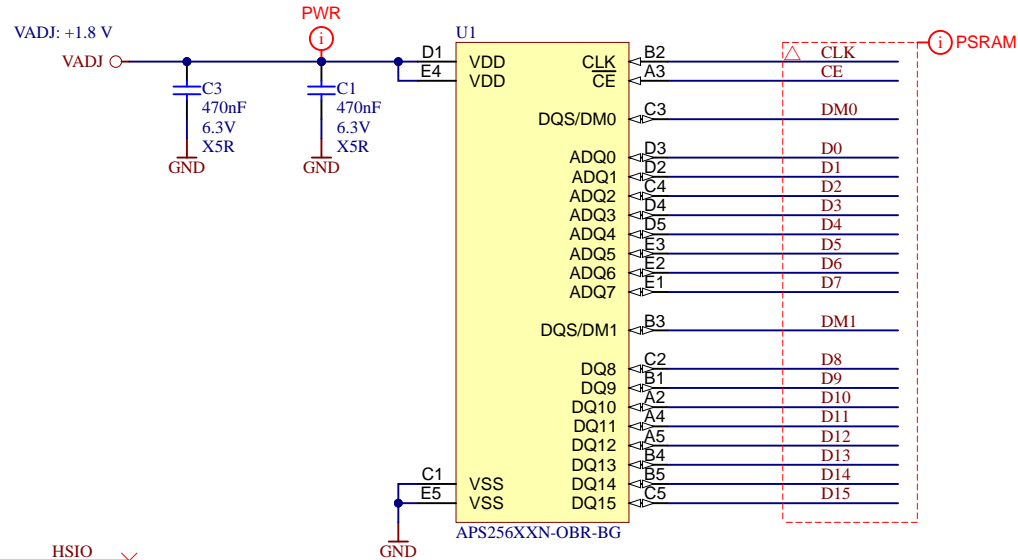 PWR
VADJ: +1.8 V
VADJ
C3
470nF
6.3V
X5R
GND
C1
470nF
6.3V
X5R
GND
U1
D1 VDD
E4 VDD
C1 VSS
E5 VSS
GND
CLK B2 CLK
CE A3 CE
DQS/DM0 C3 DM0
ADQ0 D3 D0
ADQ1 D2 D1
ADQ2 C4 D2
ADQ3 D4 D3
ADQ4 D5 D4
ADQ5 E3 D5
ADQ6 E2 D6
ADQ7 E1 D7
DQS/DM1 B3 DM1
DQ8 C2 D8
DQ9 B1 D9
DQ10 A2 D10
DQ11 A4 D11
DQ12 A5 D12
DQ13 B4 D13
DQ14 B5 D14
DQ15 C5 D15
APS256XXN-OBR-BG
i PSRAM
i
HSIO